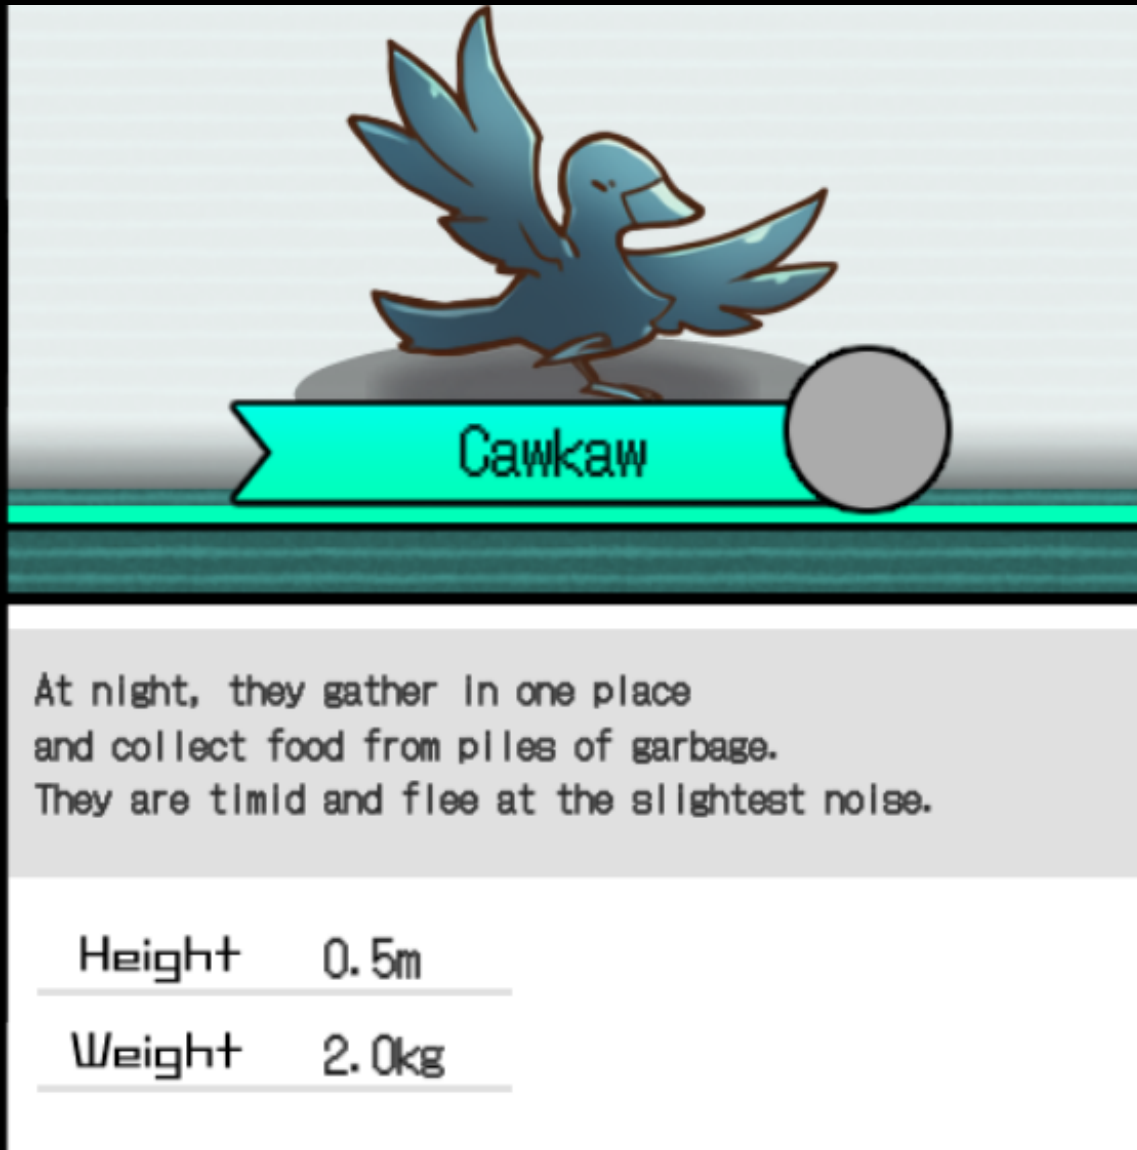 Cawkaw
At night, they gather in one place
and collect food from piles of garbage.
They are timid and flee at the slightest noise.
Height 0.5m
Weight 2.0kg